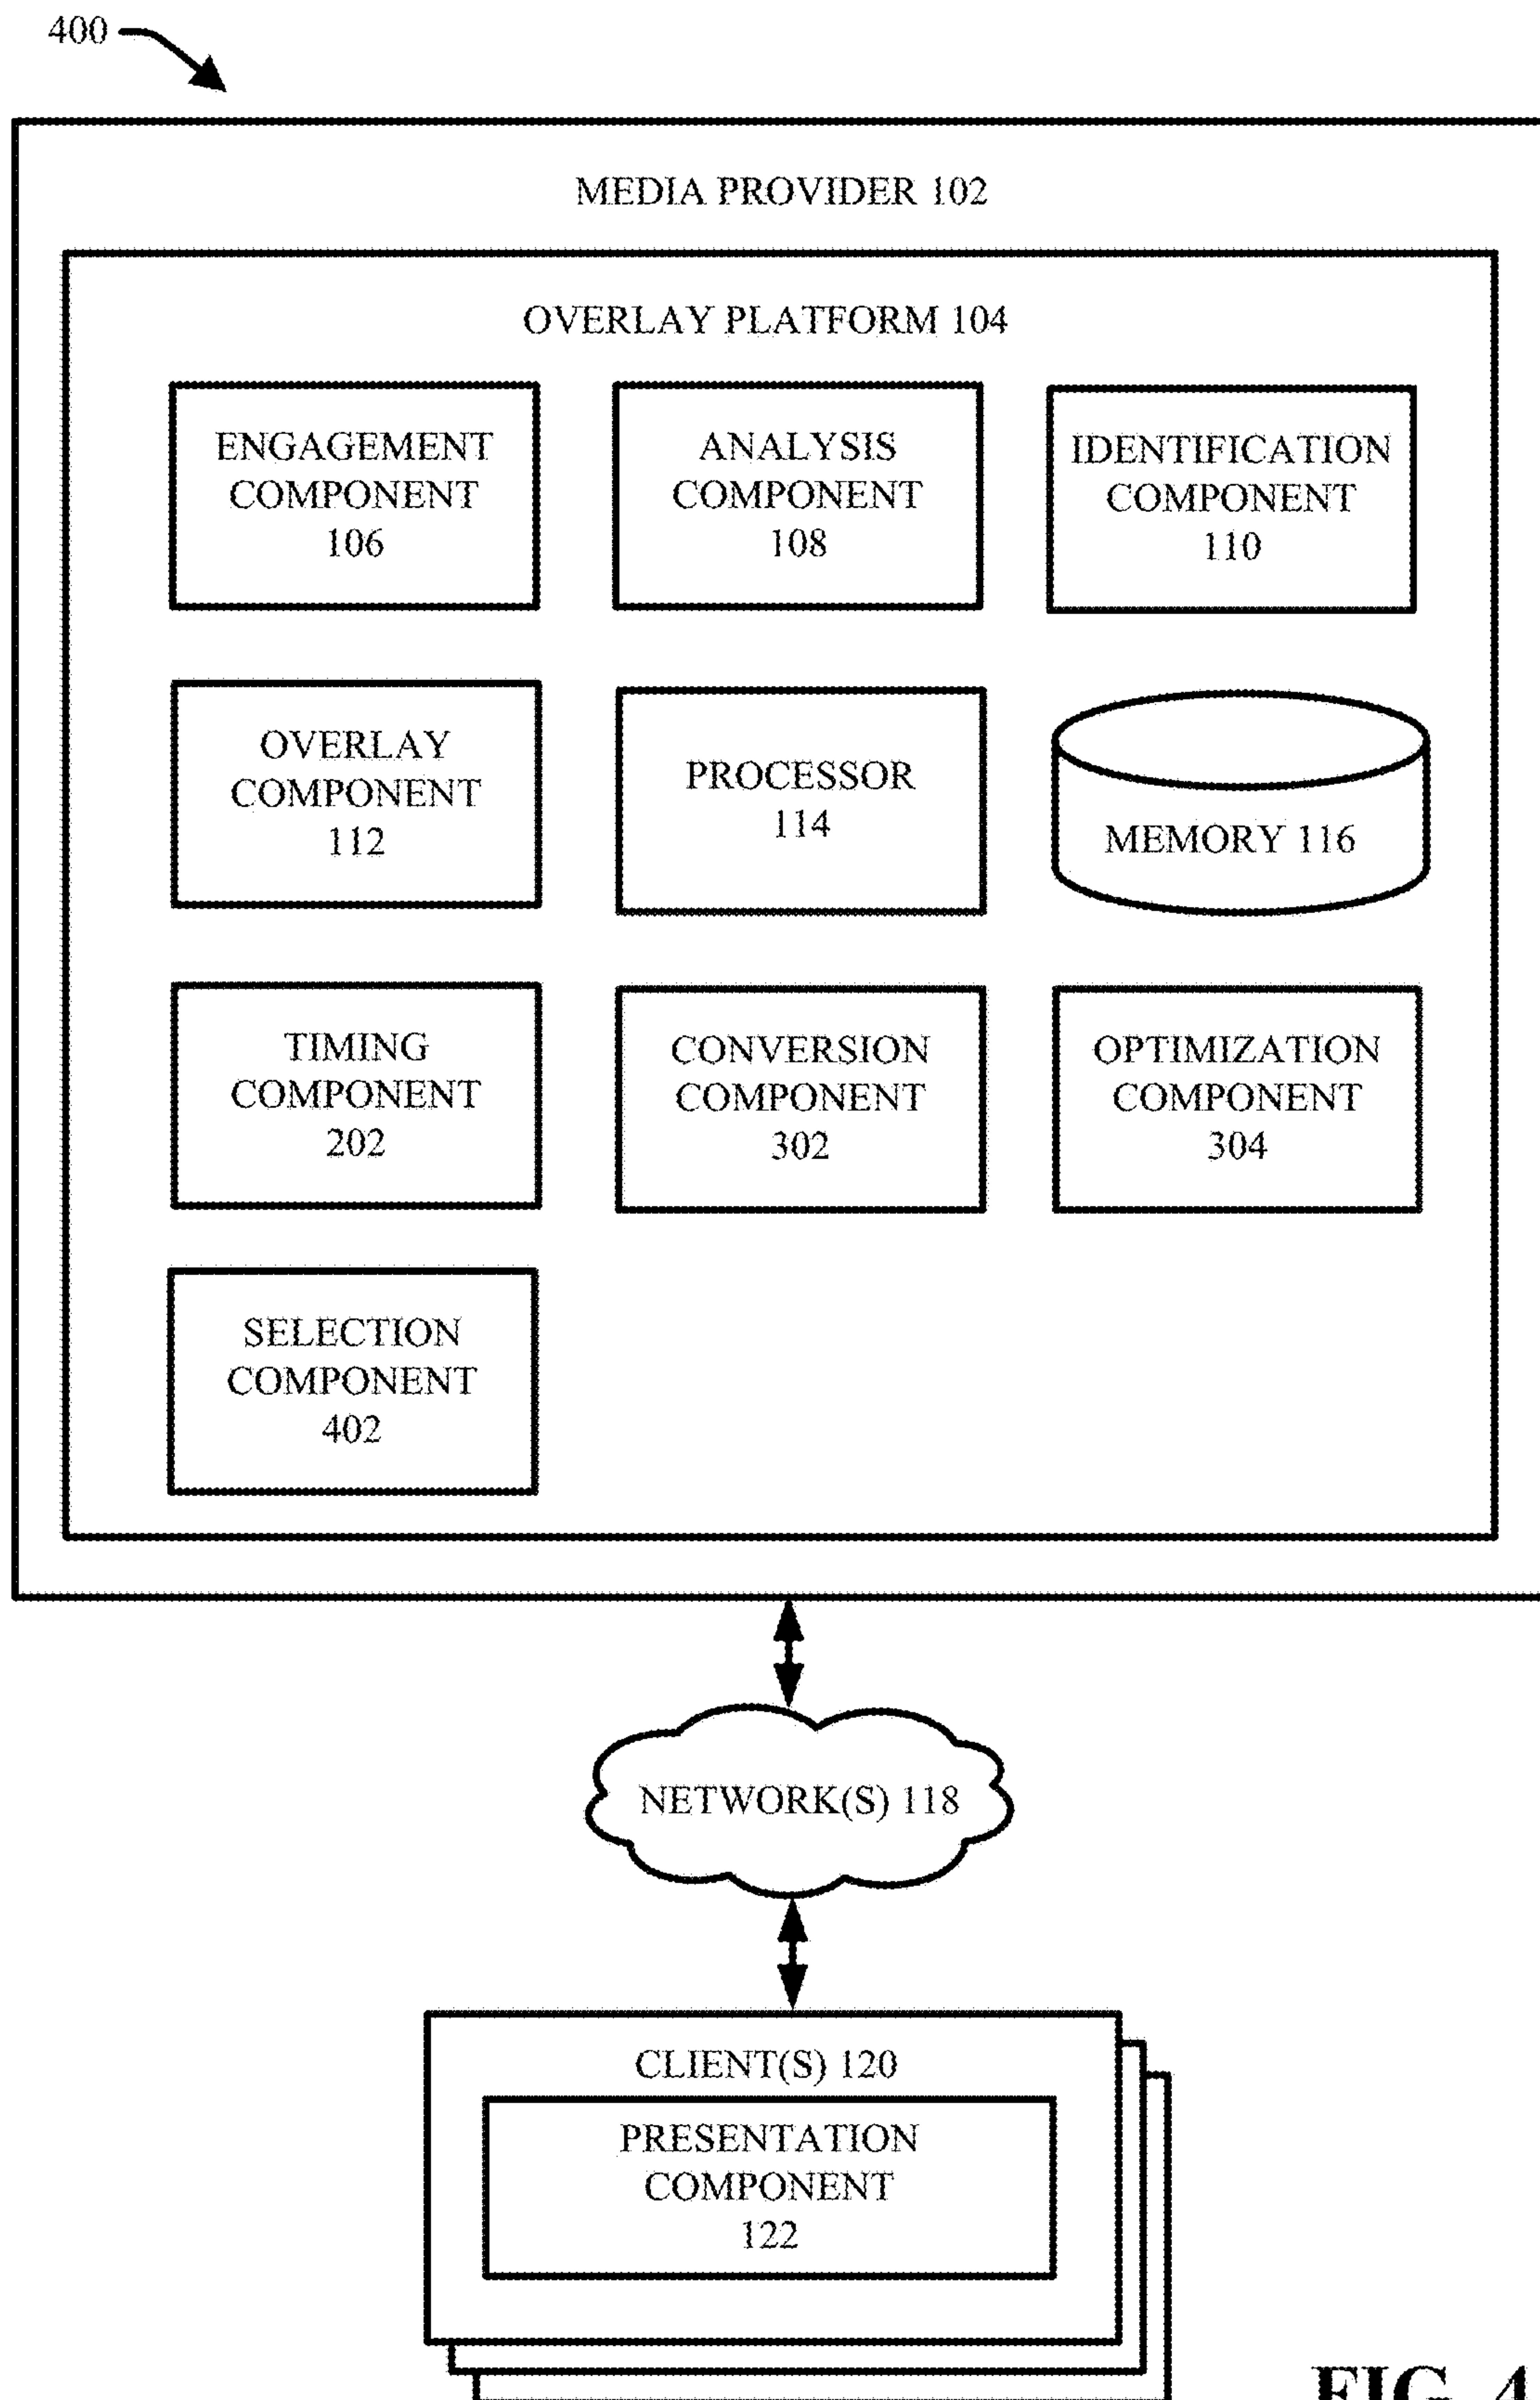 400
MEDIA PROVIDER 102
OVERLAY PLATFORM 104
ENGAGEMENT
COMPONENT
106
ANALYSIS
COMPONENT
108
IDENTIFICATION
COMPONENT
110
OVERLAY
COMPONENT
112
PROCESSOR
114
MEMORY 116
TIMING
COMPONENT
202
CONVERSION
COMPONENT
302
OPTIMIZATION
COMPONENT
304
SELECTION
COMPONENT
402
NETWORK(S) 118
CLIENT(S) 120
PRESENTATION
COMPONENT
122
FIG. 4